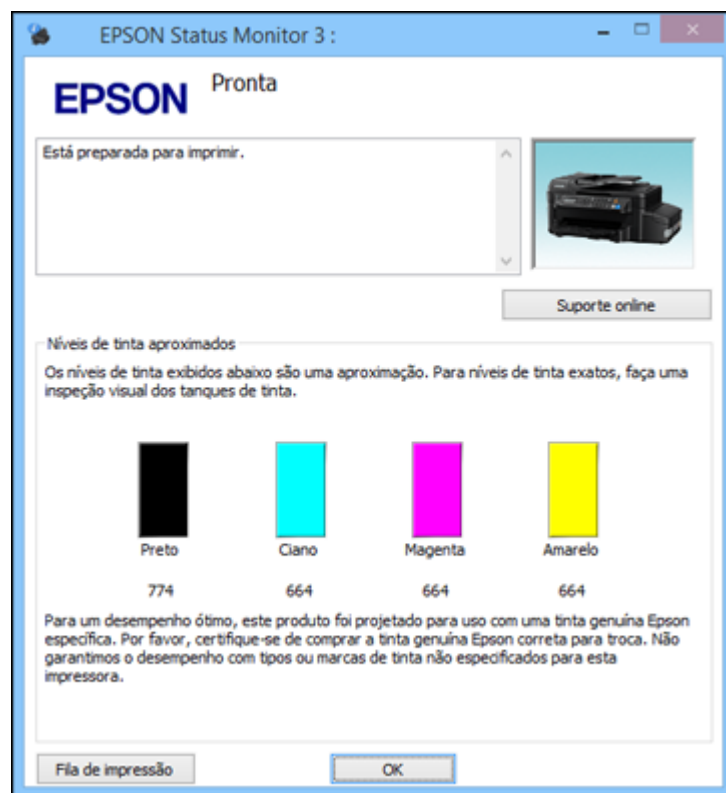 EPSON Status Monitor 3 :
EPSON
Pronta
Está preparada para imprimir.
Suporte online
Níveis de tinta aproximados
Os níveis de tinta exibidos abaixo são uma aproximação. Para níveis de tinta exatos, faça uma
inspeção visual dos tanques de tinta.
Preto Ciano Magenta Amarelo
774 664 664 664
Para um desempenho ótimo, este produto foi projetado para uso com uma tinta genuína Epson
específica. Por favor, certifique-se de comprar a tinta genuína Epson correta para troca. Não
garantimos o desempenho com tipos ou marcas de tinta não especificados para esta
impressora.
Fila de impressão
OK